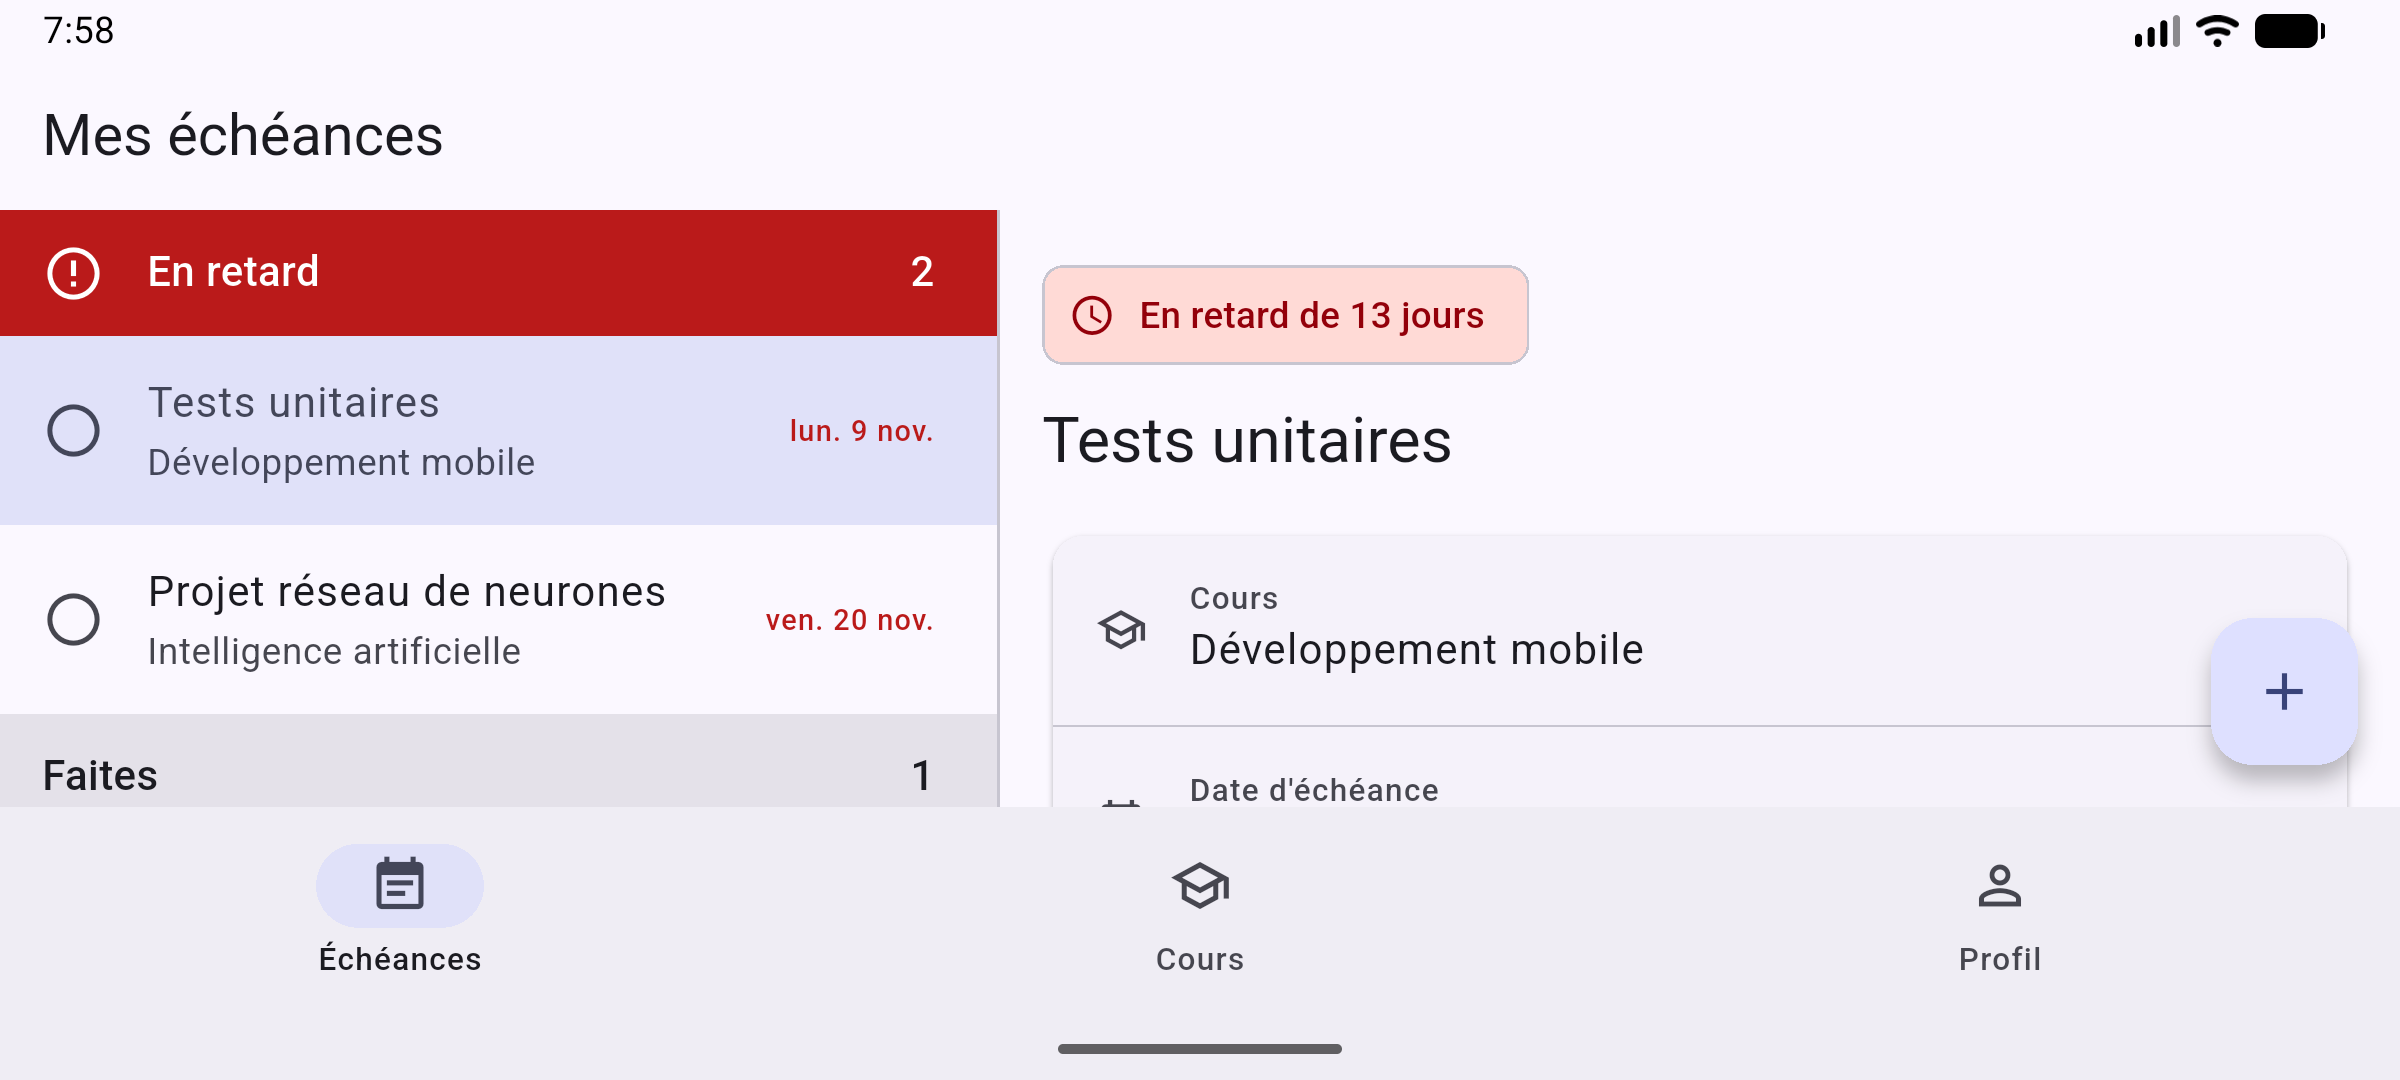 7:58
Mes échéances
En retard 2
Tests unitaires
Développement mobile
lun. 9 nov.
Projet réseau de neurones
Intelligence artificielle
ven. 20 nov.
Faites 1
En retard de 13 jours
Tests unitaires
Cours
Développement mobile
Date d'échéance
Échéances
Cours
Profil